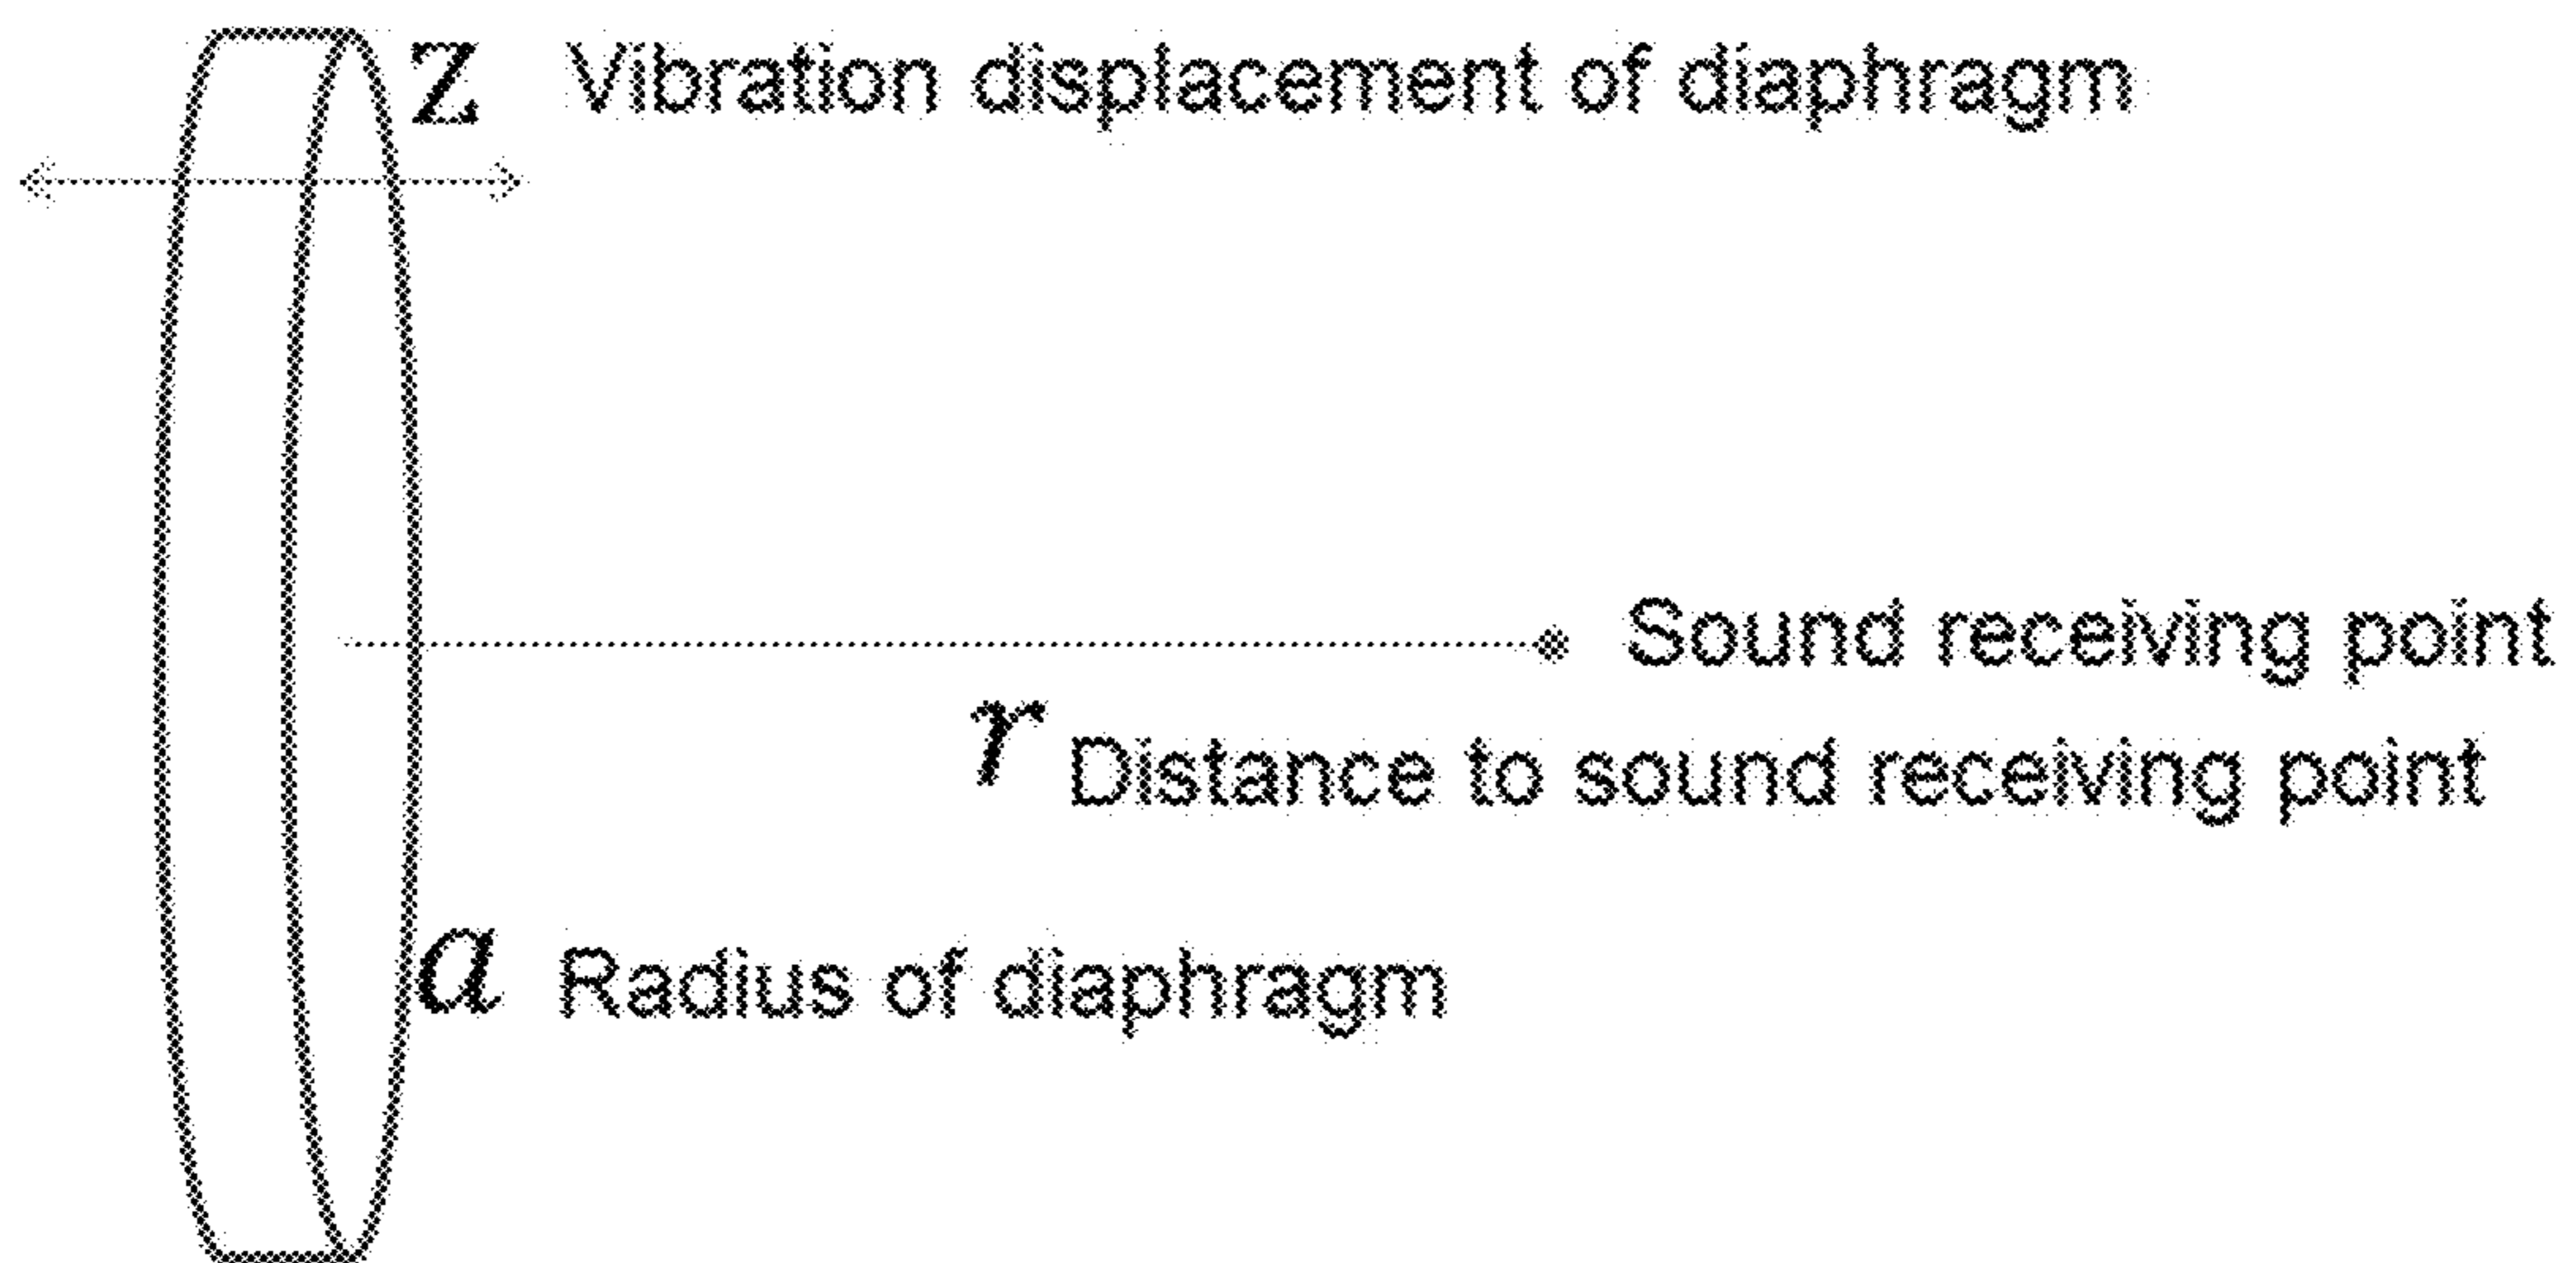 z Vibration displacement of diaphragm
Sound receiving point
r Distance to sound receiving point
a Radius of diaphragm